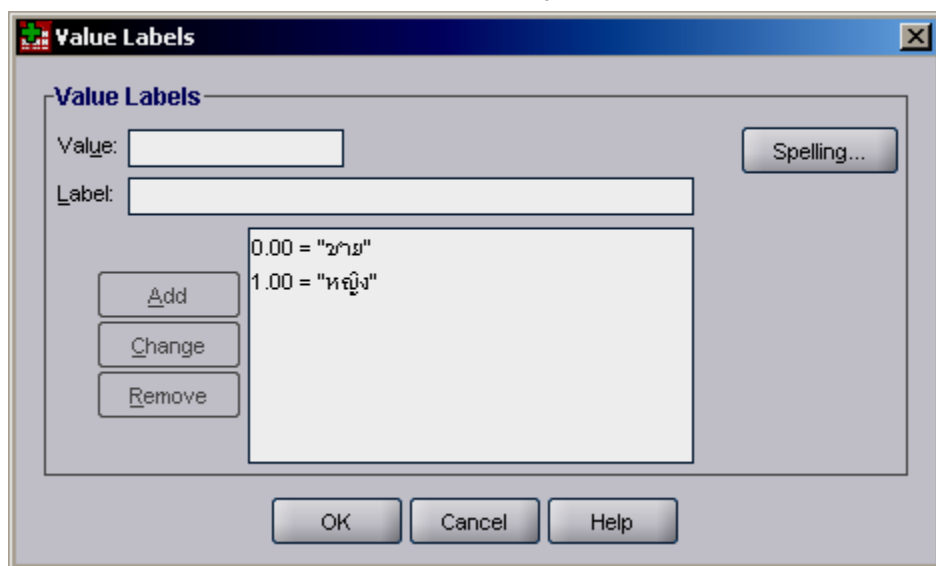 Value Labels
Value Labels
Value:
Spelling...
Label:
0.00 = "ชาย"
1.00 = "หญิง"
Add
Change
Remove
OK Cancel Help